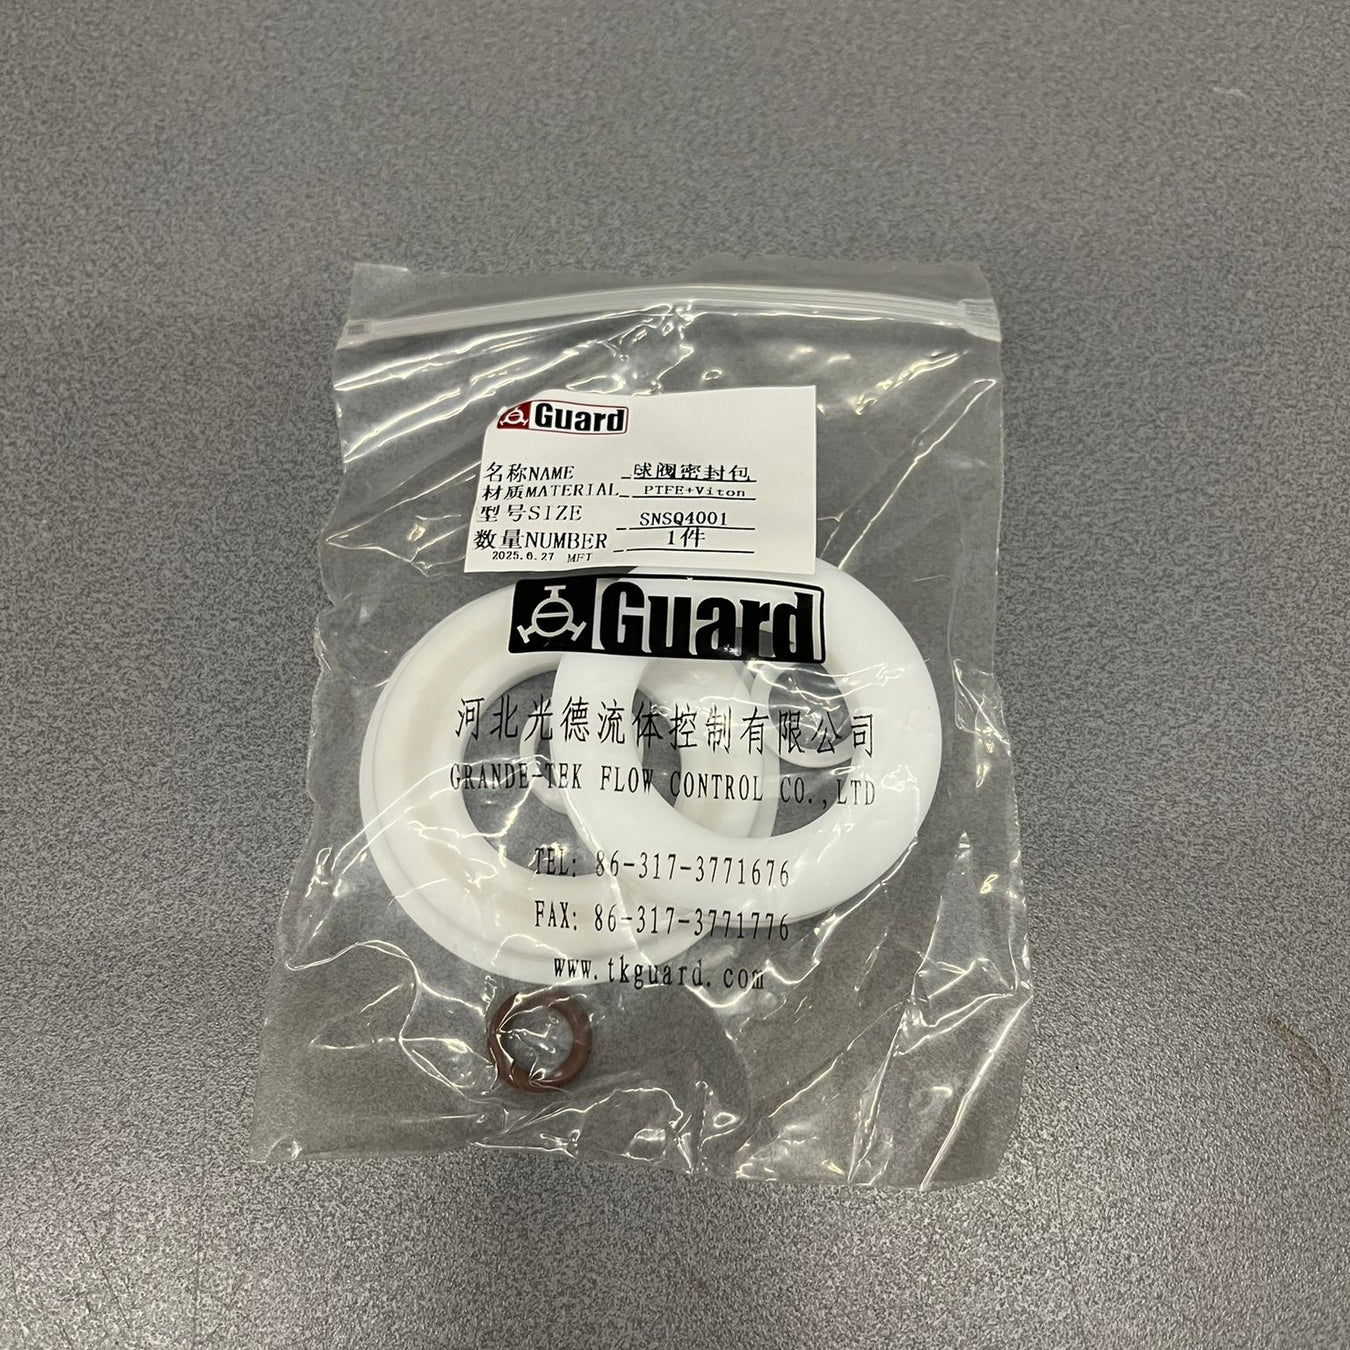 Guard
名称NAME 球阀密封包
材质MATERIAL PTFE+Viton
型号SIZE SNSQ4001
数量NUMBER 1件
2025.6.27 MFT
Guard
河北光德流体控制有限公司
GRANDE-TEK FLOW CONTROL CO.,LTD
TEL: 86-317-3771676
FAX: 86-317-3771776
www.tkguard.com